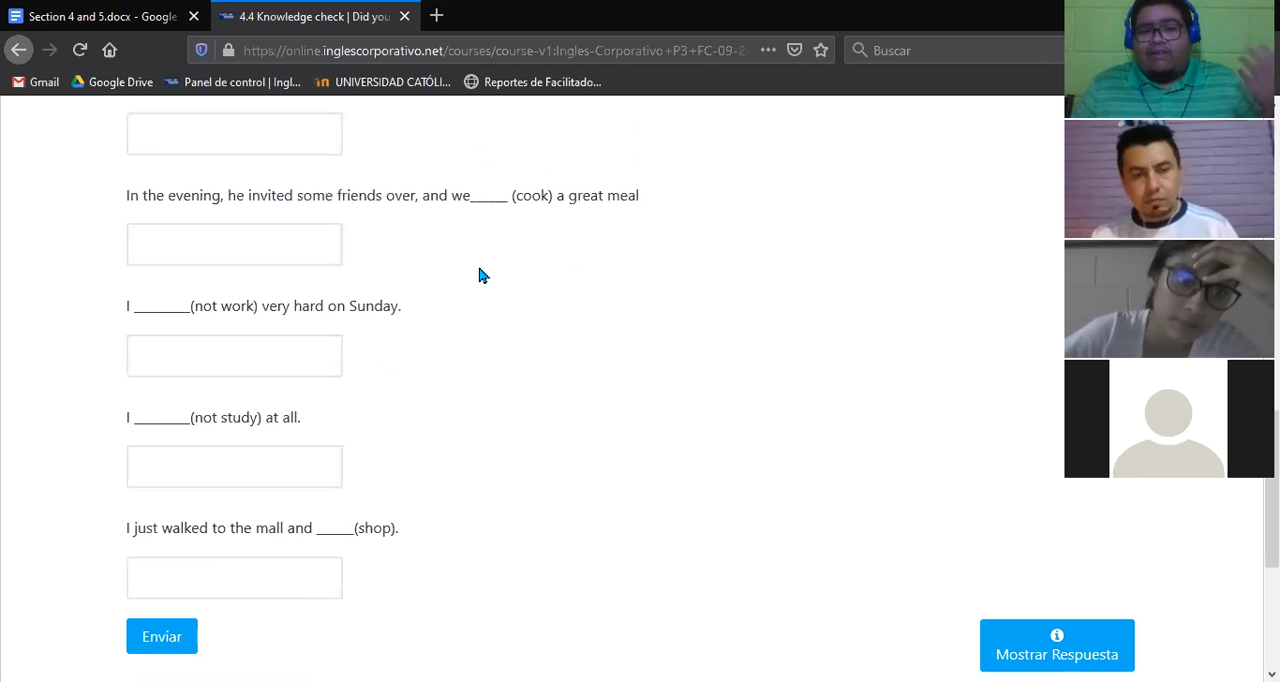 Section 4 and 5.docx - Google
4.4 Knowledge check | Did you
https://online.inglescorporativo.net/courses/course-v1:Ingles-Corporativo+P3+FC-09-2
Buscar
Gmail Google Drive Panel de control | Ingl... UNIVERSIDAD CATÓLI... Reportes de Facilitado...
In the evening, he invited some friends over, and we_____ (cook) a great meal
I ________(not work) very hard on Sunday.
I ________(not study) at all.
I just walked to the mall and _____(shop).
Enviar
Mostrar Respuesta